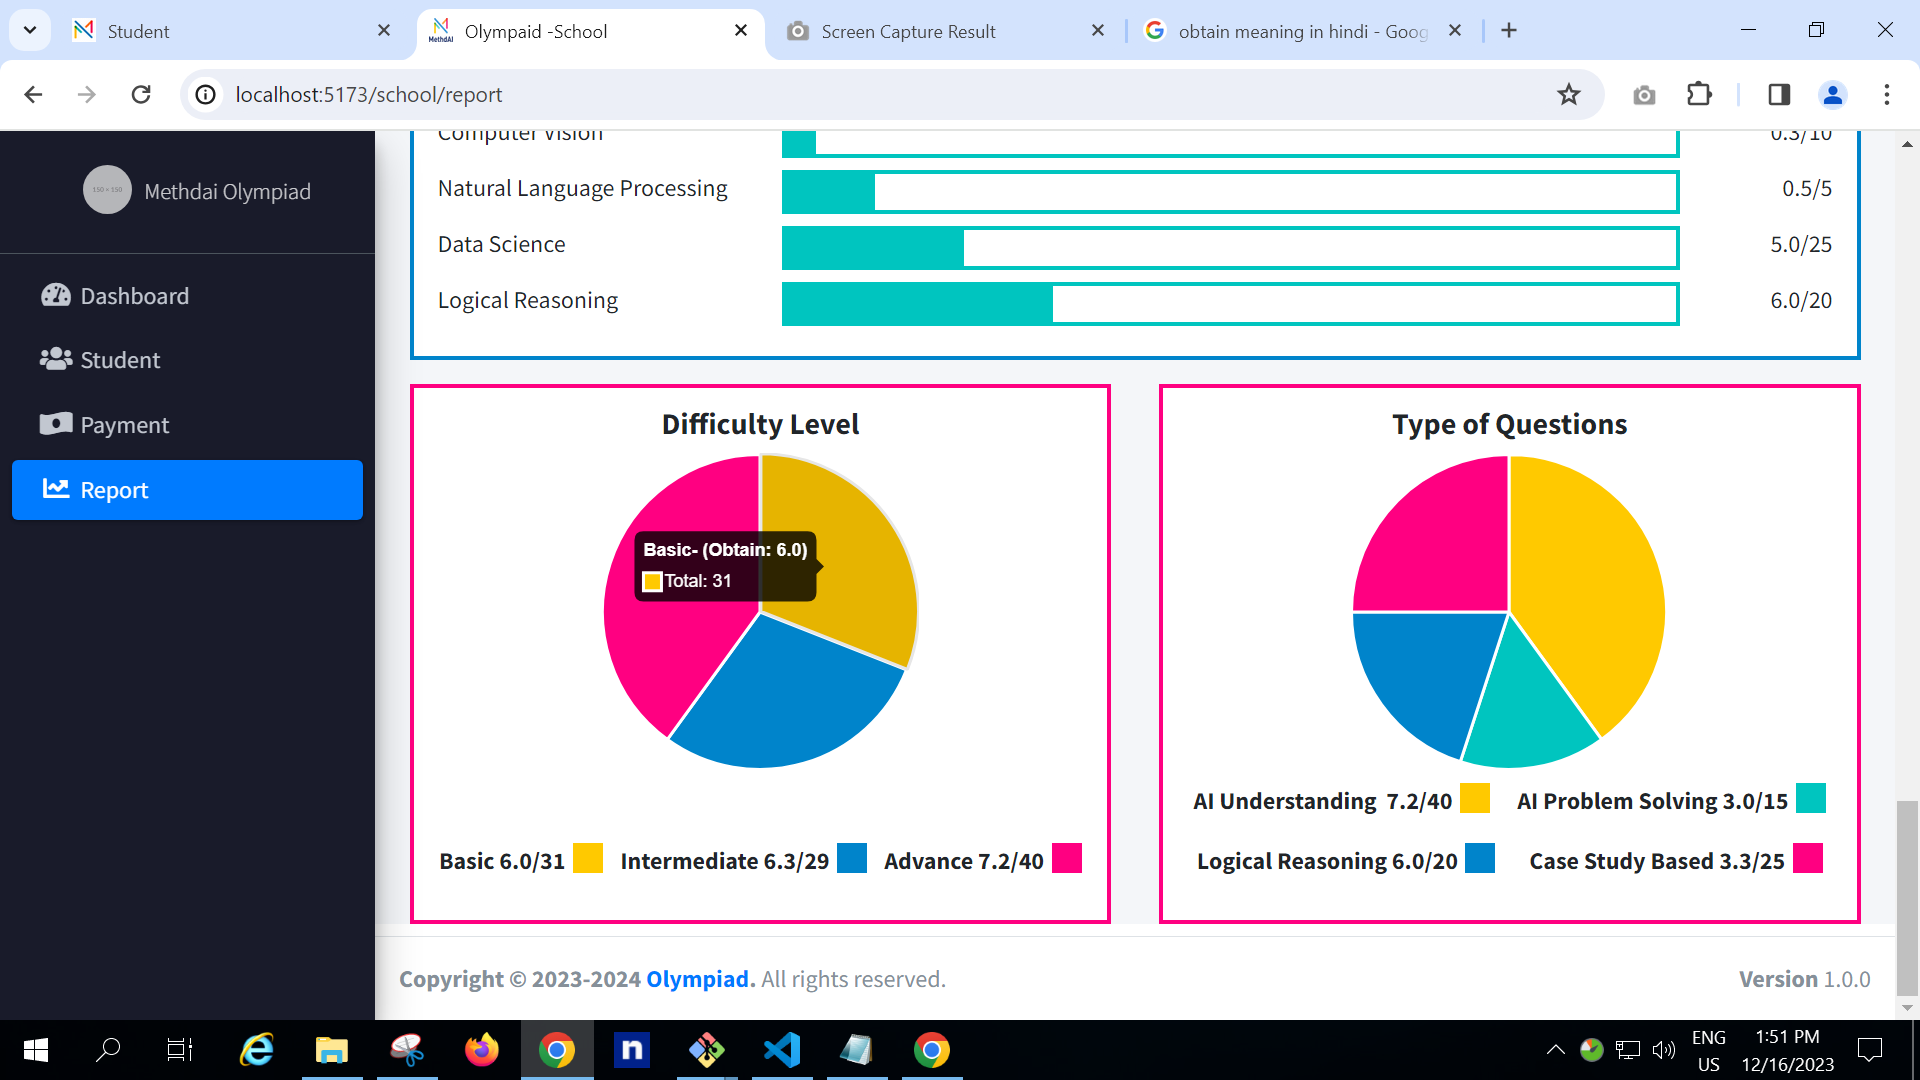 Student
MethdAI
Olympaid -School
Screen Capture Result
obtain meaning in hindi - Goog
localhost:5173/school/report
150 × 150
Methdai Olympiad
Dashboard
Student
Payment
Report
Computer Vision 0.3/10
Natural Language Processing 0.5/5
Data Science 5.0/25
Logical Reasoning 6.0/20
Difficulty Level
Basic- (Obtain: 6.0)
Total: 31
Basic 6.0/31 Intermediate 6.3/29 Advance 7.2/40
Type of Questions
AI Understanding 7.2/40 AI Problem Solving 3.0/15
Logical Reasoning 6.0/20 Case Study Based 3.3/25
Copyright © 2023-2024 Olympiad. All rights reserved.
Version 1.0.0
n
ENG
US
1:51 PM
12/16/2023